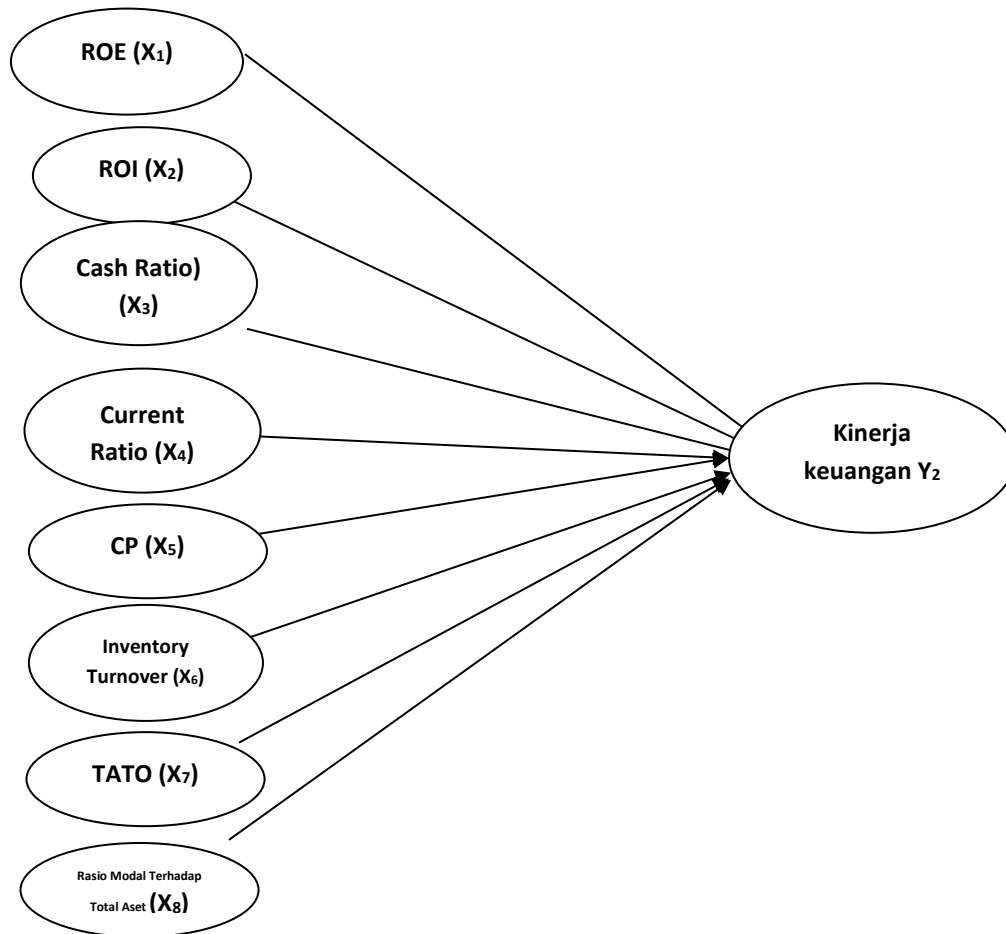 ROE (X₁)
ROI (X₂)
Cash Ratio)
(X₃)
Current
Ratio (X₄)
Kinerja
keuangan Y₂
CP (X₅)
Inventory
Turnover (X₆)
TATO (X₇)
Rasio Modal Terhadap
Total Aset (X₈)